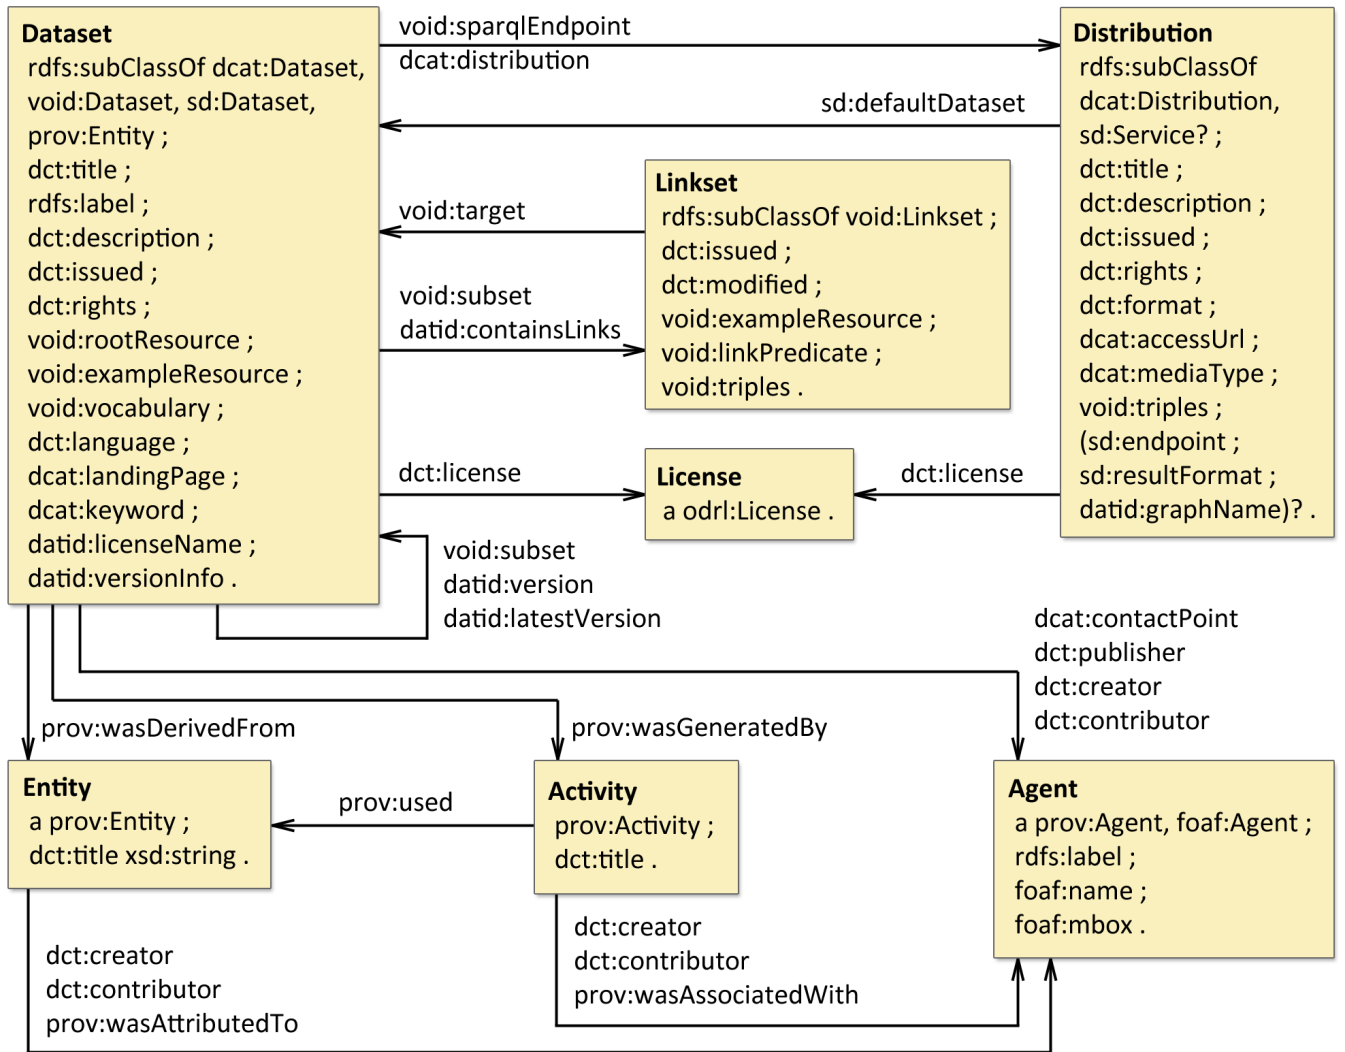 Dataset
rdfs:subClassOf dcat:Dataset,
void:Dataset, sd:Dataset,
prov:Entity ;
dct:title ;
rdfs:label ;
dct:description ;
dct:issued ;
dct:rights ;
void:rootResource ;
void:exampleResource ;
void:vocabulary ;
dct:language ;
dcat:landingPage ;
dcat:keyword ;
datid:licenseName ;
datid:versionInfo .
void:sparqlEndpoint
dcat:distribution
sd:defaultDataset
Distribution
rdfs:subClassOf
dcat:Distribution,
sd:Service? ;
dct:title ;
dct:description ;
dct:issued ;
dct:rights ;
dct:format ;
dcat:accessUrl ;
dcat:mediaType ;
void:triples ;
(sd:endpoint ;
sd:resultFormat ;
datid:graphName)? .
void:target
Linkset
rdfs:subClassOf void:Linkset ;
dct:issued ;
dct:modified ;
void:exampleResource ;
void:linkPredicate ;
void:triples .
void:subset
datid:containsLinks
dct:license
License
a odrl:License .
dct:license
void:subset
datid:version
datid:latestVersion
dcat:contactPoint
dct:publisher
dct:creator
dct:contributor
prov:wasDerivedFrom
prov:wasGeneratedBy
Entity
a prov:Entity ;
dct:title xsd:string .
prov:used
Activity
prov:Activity ;
dct:title .
Agent
a prov:Agent, foaf:Agent ;
rdfs:label ;
foaf:name ;
foaf:mbox .
dct:creator
dct:contributor
prov:wasAttributedTo
dct:creator
dct:contributor
prov:wasAssociatedWith